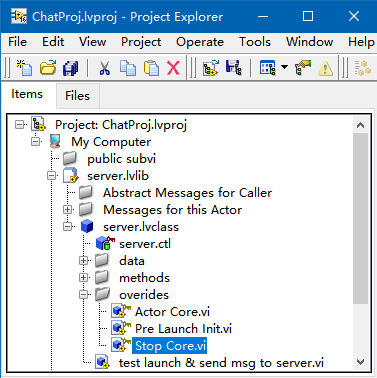 ChatProj.lvproj - Project Explorer
File Edit View Project Operate Tools Window Help
Items Files
Project: ChatProj.lvproj
My Computer
public subvi
server.lvlib
Abstract Messages for Caller
Messages for this Actor
server.lvclass
server.ctl
data
methods
overides
Actor Core.vi
Pre Launch Init.vi
Stop Core.vi
test launch & send msg to server.vi